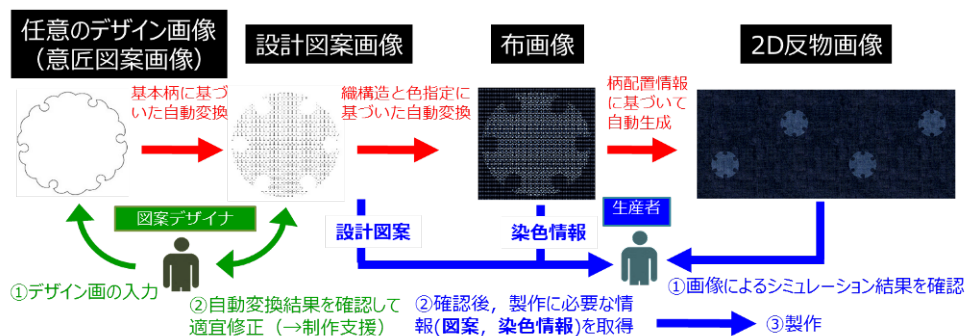 任意のデザイン画像
（意匠図案画像）
設計図案画像
布画像
2D反物画像
基本柄に基づ
いた自動変換
織構造と色指定に
基づいた自動変換
柄配置情報
に基づいて
自動生成
図案デザイナ
設計図案
染色情報
生産者
①デザイン画の入力
②自動変換結果を確認して
適宜修正（→制作支援）
②確認後，製作に必要な情
報(図案，染色情報)を取得
①画像によるシミュレーション結果を確認
③製作